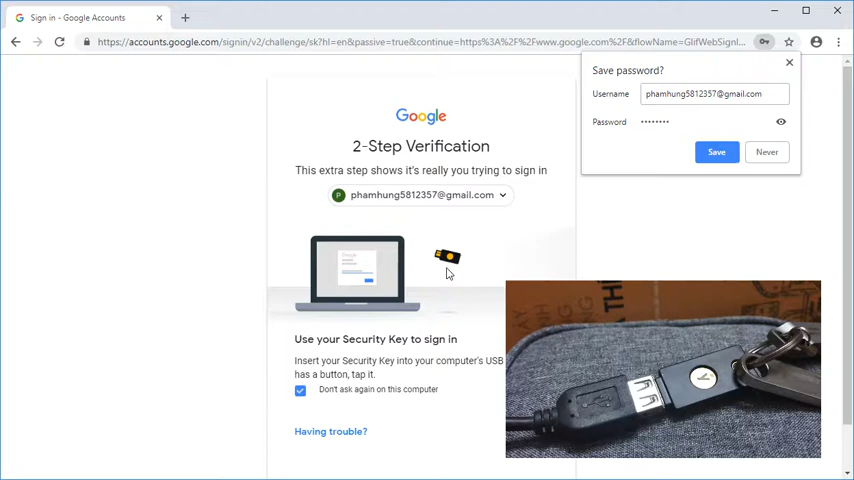 Sign in - Google Accounts
https://accounts.google.com/signin/v2/challenge/sk?hl=en&passive=true&continue=https%3A%2F%2Fwww.google.com%2F&flowName=GlifWebSignI...
Save password?
Username phamhung5812357@gmail.com
Password ••••••••
Save Never
Google
2-Step Verification
This extra step shows it's really you trying to sign in
P phamhung5812357@gmail.com
Google
Use your Security Key to sign in
Insert your Security Key into your computer's USB
has a button, tap it.
Don't ask again on this computer
Having trouble?